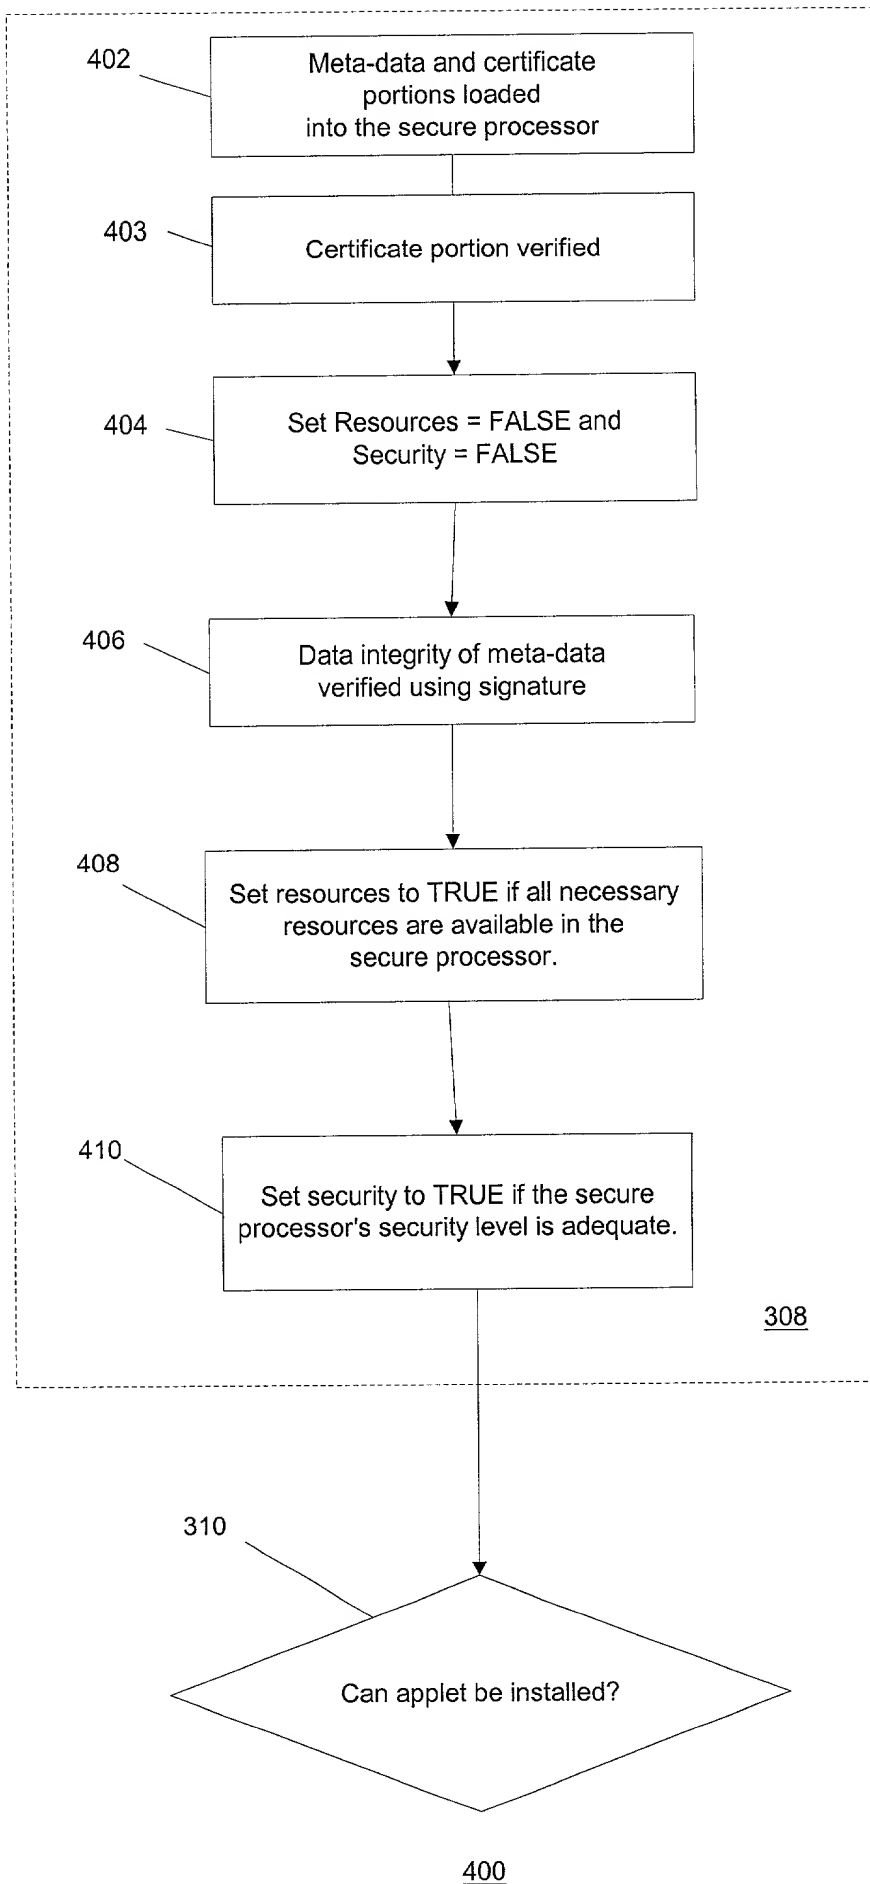 402
Meta-data and certificate
portions loaded
into the secure processor
403
Certificate portion verified
404
Set Resources = FALSE and
Security = FALSE
406
Data integrity of meta-data
verified using signature
408
Set resources to TRUE if all necessary
resources are available in the
secure processor.
410
Set security to TRUE if the secure
processor's security level is adequate.
308
310
Can applet be installed?
400